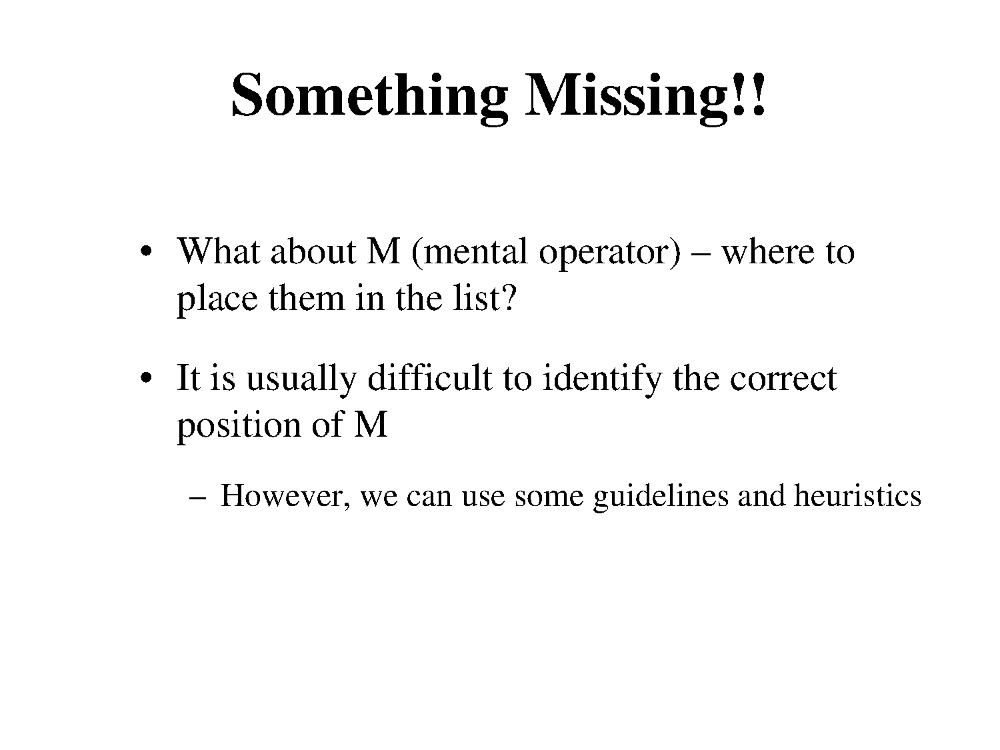 Something Missing!!
• What about M (mental operator) – where to
place them in the list?
• It is usually difficult to identify the correct
position of M
– However, we can use some guidelines and heuristics